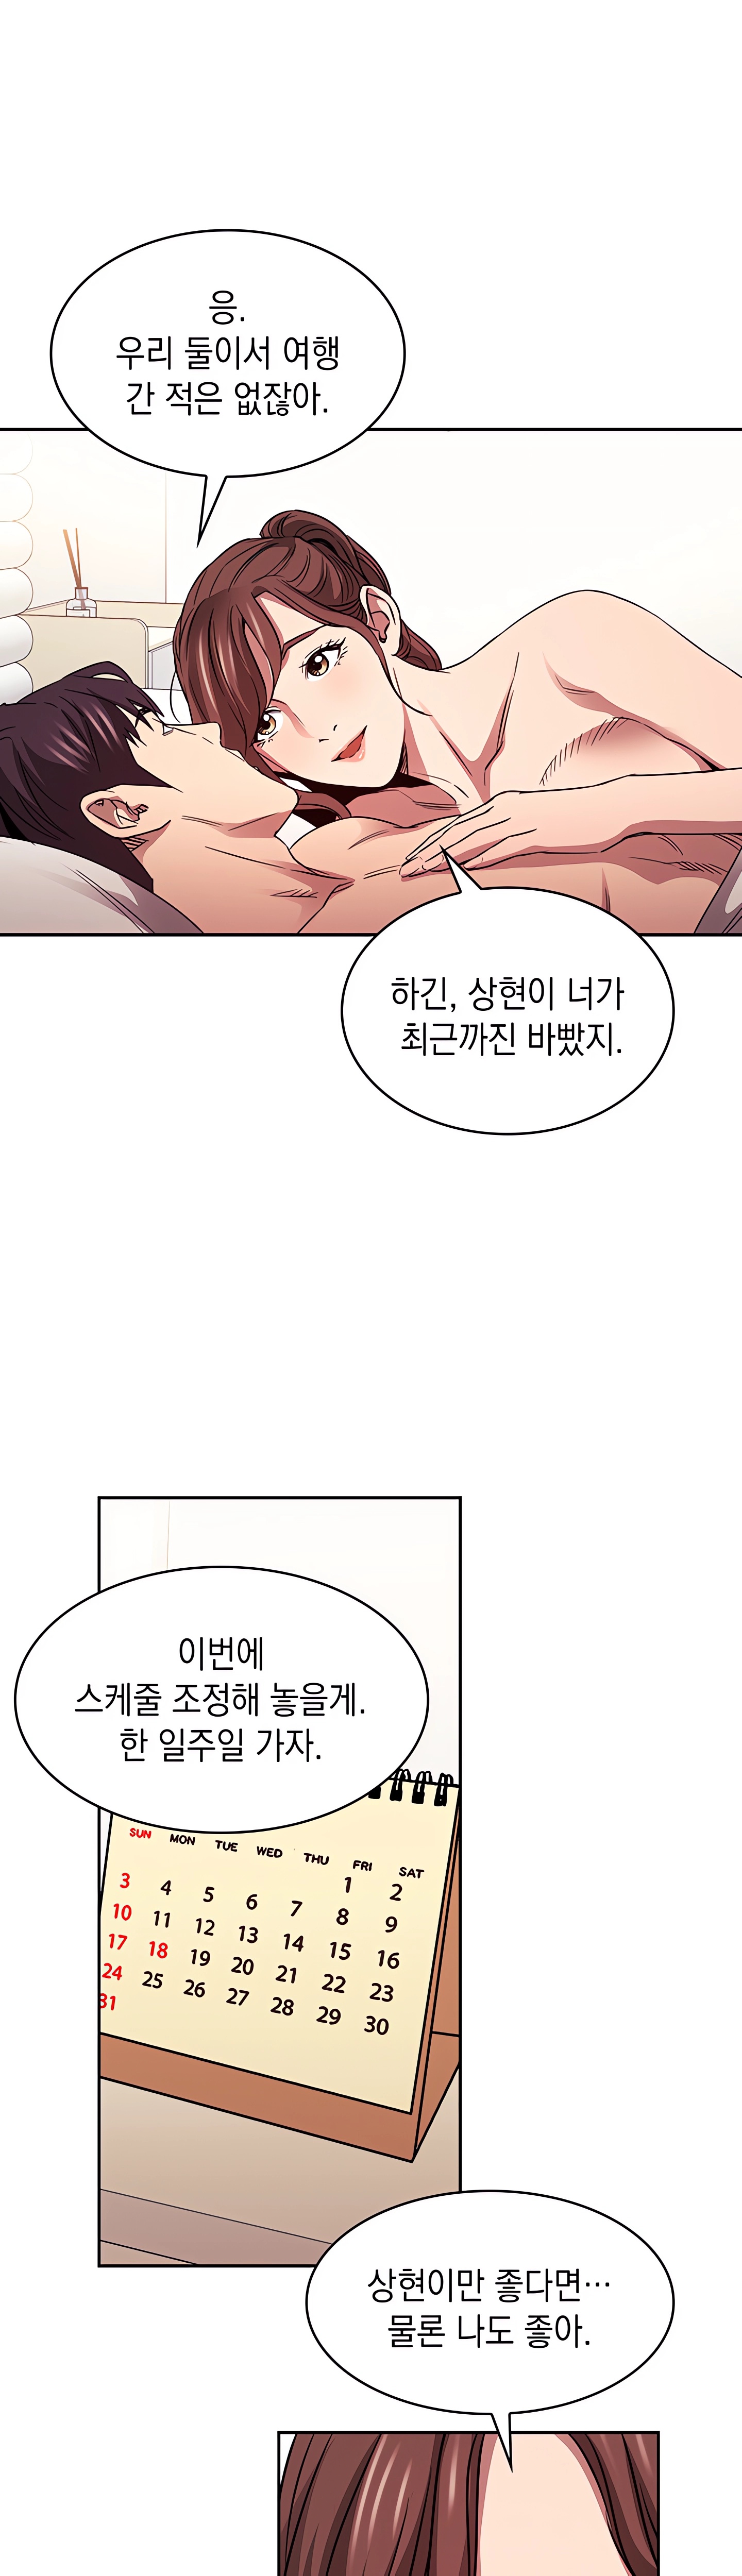 응.
우리 둘이서 여행
간 적은 없잖아.
하긴, 상현이 너가
최근까진 바빴지.
이번에
스케줄 조정해 놓을게.
한 일주일 가자.
SUN MON TUE WED THU FRI SAT
1 2
3 4 5 6 7 8 9
10 11 12 13 14 15 16
17 18 19 20 21 22 23
24 25 26 27 28 29 30
31
상현이만 좋다면…
물론 나도 좋아.